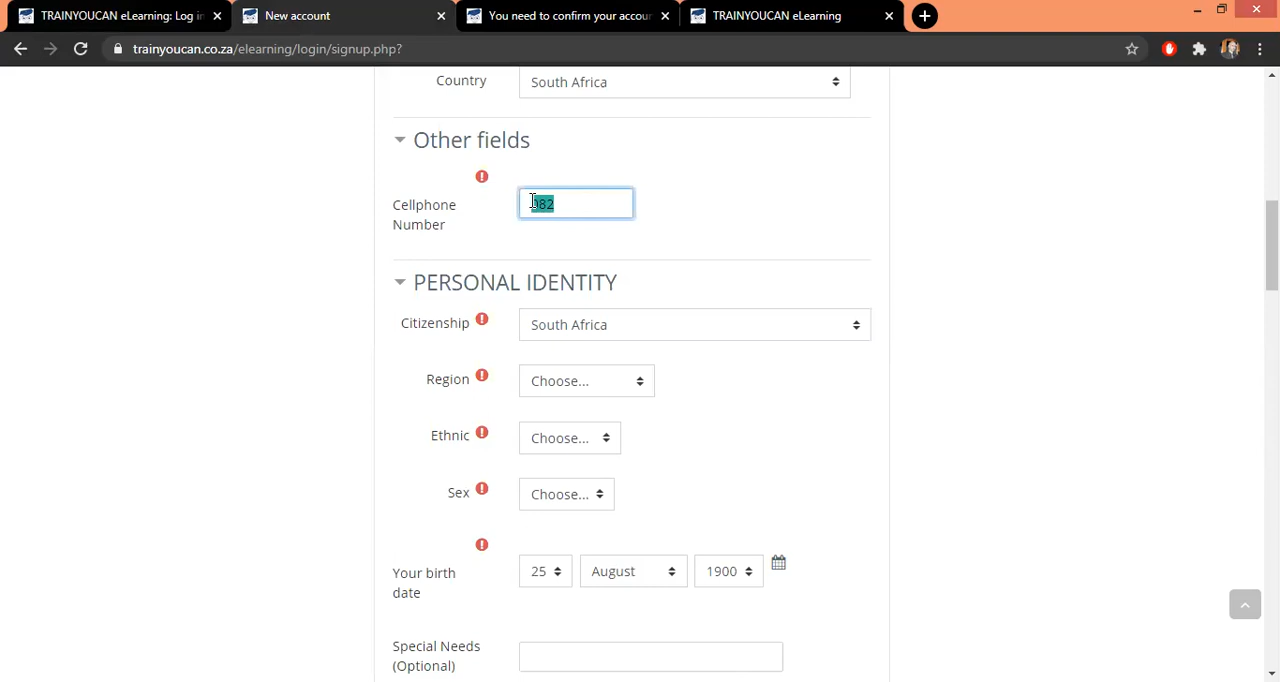 TRAINYOUCAN eLearning: Log in
New account
You need to confirm your accour
TRAINYOUCAN eLearning
trainyoucan.co.za/elearning/login/signup.php?
Country
South Africa
Other fields
Cellphone
Number
082
PERSONAL IDENTITY
Citizenship
South Africa
Region
Choose...
Ethnic
Choose...
Sex
Choose...
Your birth
date
25
August
1900
Special Needs
(Optional)